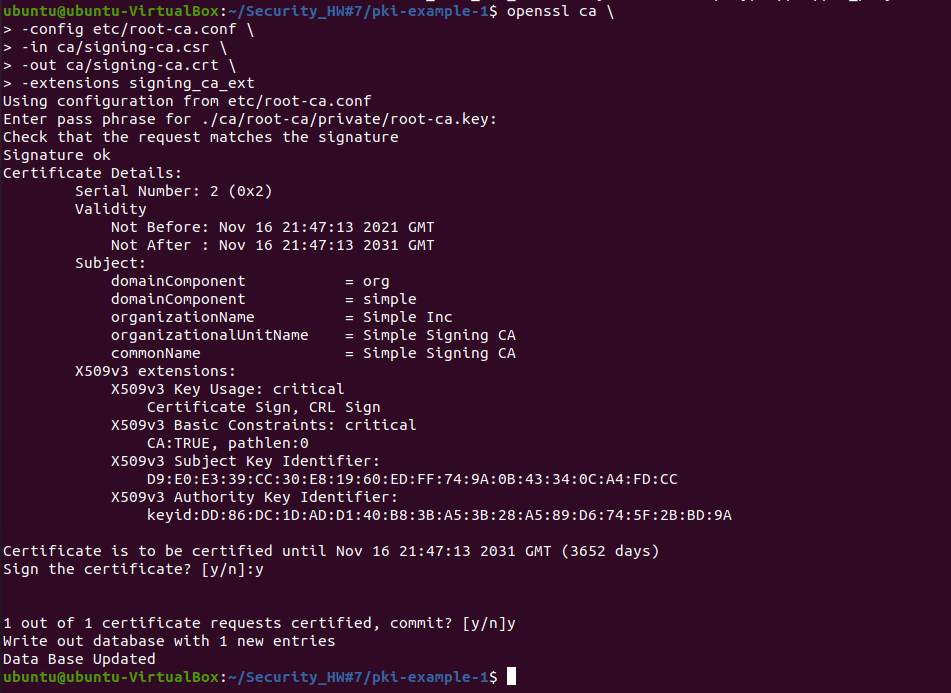 ubuntu@ubuntu-VirtualBox:~/Security_HW#7/pki-example-1$ openssl ca \
> -config etc/root-ca.conf \
> -in ca/signing-ca.csr \
> -out ca/signing-ca.crt \
> -extensions signing_ca_ext
Using configuration from etc/root-ca.conf
Enter pass phrase for ./ca/root-ca/private/root-ca.key:
Check that the request matches the signature
Signature ok
Certificate Details:
        Serial Number: 2 (0x2)
        Validity
            Not Before: Nov 16 21:47:13 2021 GMT
            Not After : Nov 16 21:47:13 2031 GMT
        Subject:
            domainComponent           = org
            domainComponent           = simple
            organizationName          = Simple Inc
            organizationalUnitName    = Simple Signing CA
            commonName                = Simple Signing CA
        X509v3 extensions:
            X509v3 Key Usage: critical
                Certificate Sign, CRL Sign
            X509v3 Basic Constraints: critical
                CA:TRUE, pathlen:0
            X509v3 Subject Key Identifier:
                D9:E0:E3:39:CC:30:E8:19:60:ED:FF:74:9A:0B:43:34:0C:A4:FD:CC
            X509v3 Authority Key Identifier:
                keyid:DD:86:DC:1D:AD:D1:40:B8:3B:A5:3B:28:A5:89:D6:74:5F:2B:BD:9A
Certificate is to be certified until Nov 16 21:47:13 2031 GMT (3652 days)
Sign the certificate? [y/n]:y
1 out of 1 certificate requests certified, commit? [y/n]y
Write out database with 1 new entries
Data Base Updated
ubuntu@ubuntu-VirtualBox:~/Security_HW#7/pki-example-1$